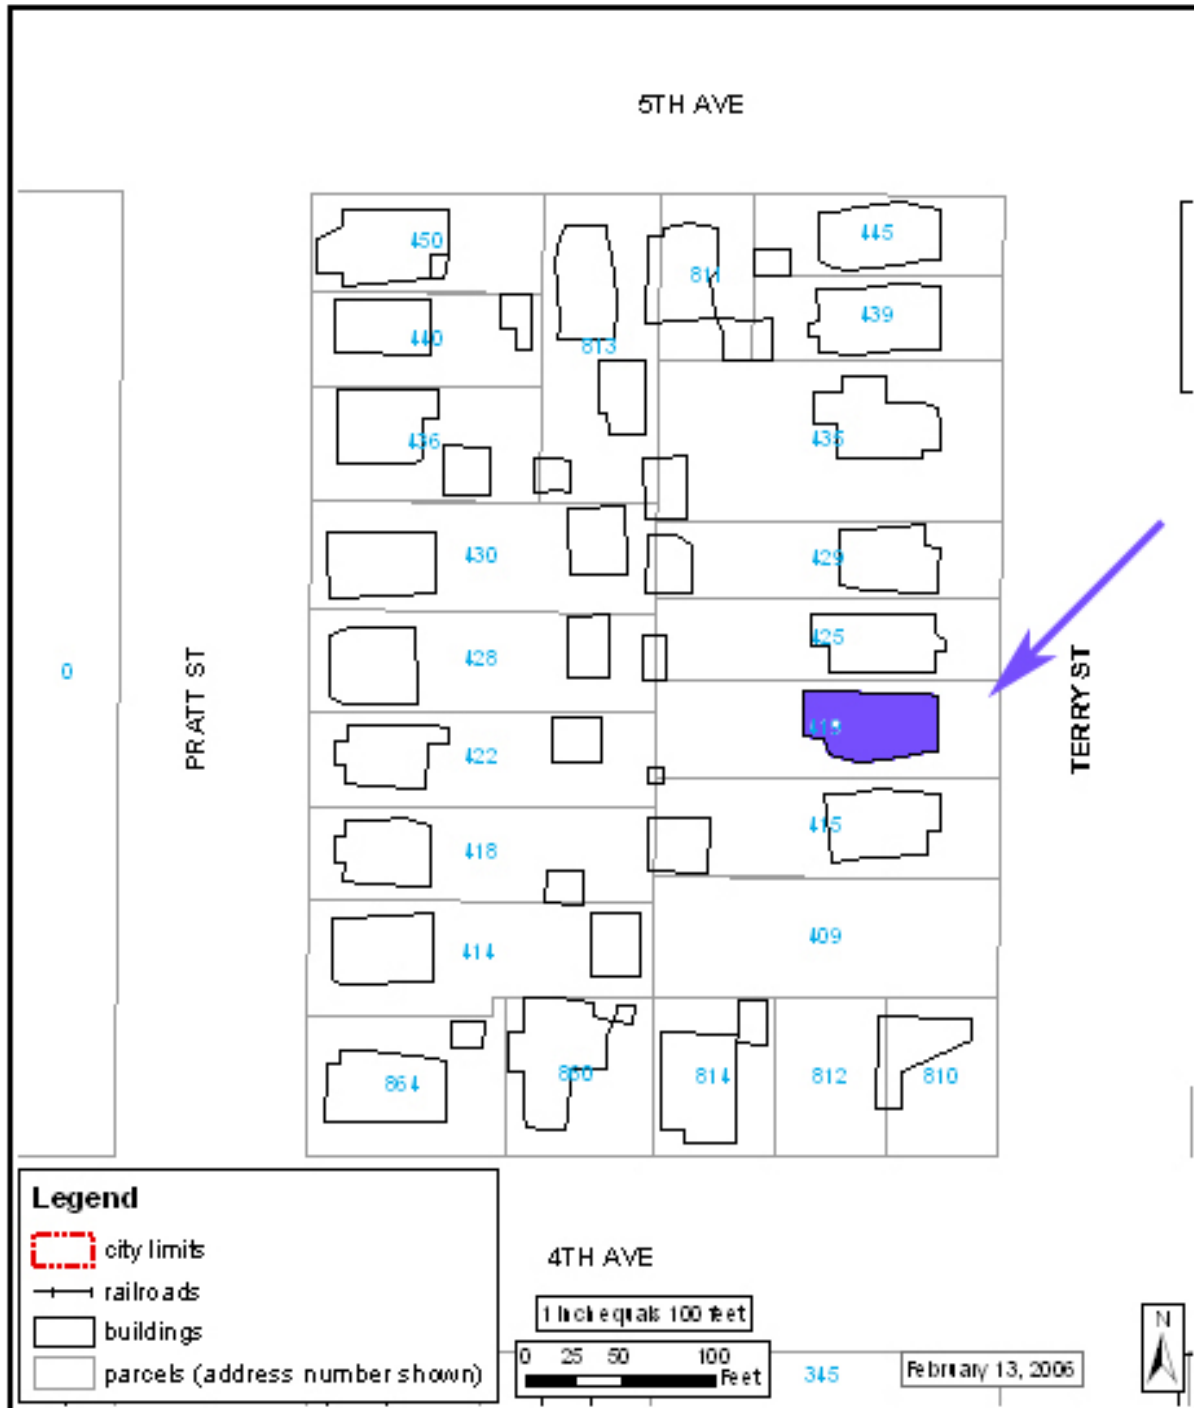 5TH AVE
450
445
811
439
440
813
436
435
430
429
425
428
0
PRATT ST
TERRY ST
422
418
415
414
409
864
814
812
810
Legend
city limits
railroads
buildings
parcels (address number shown)
4TH AVE
1 inch equals 100 feet
0 25 50 100
Feet
345
February 13, 2006
N